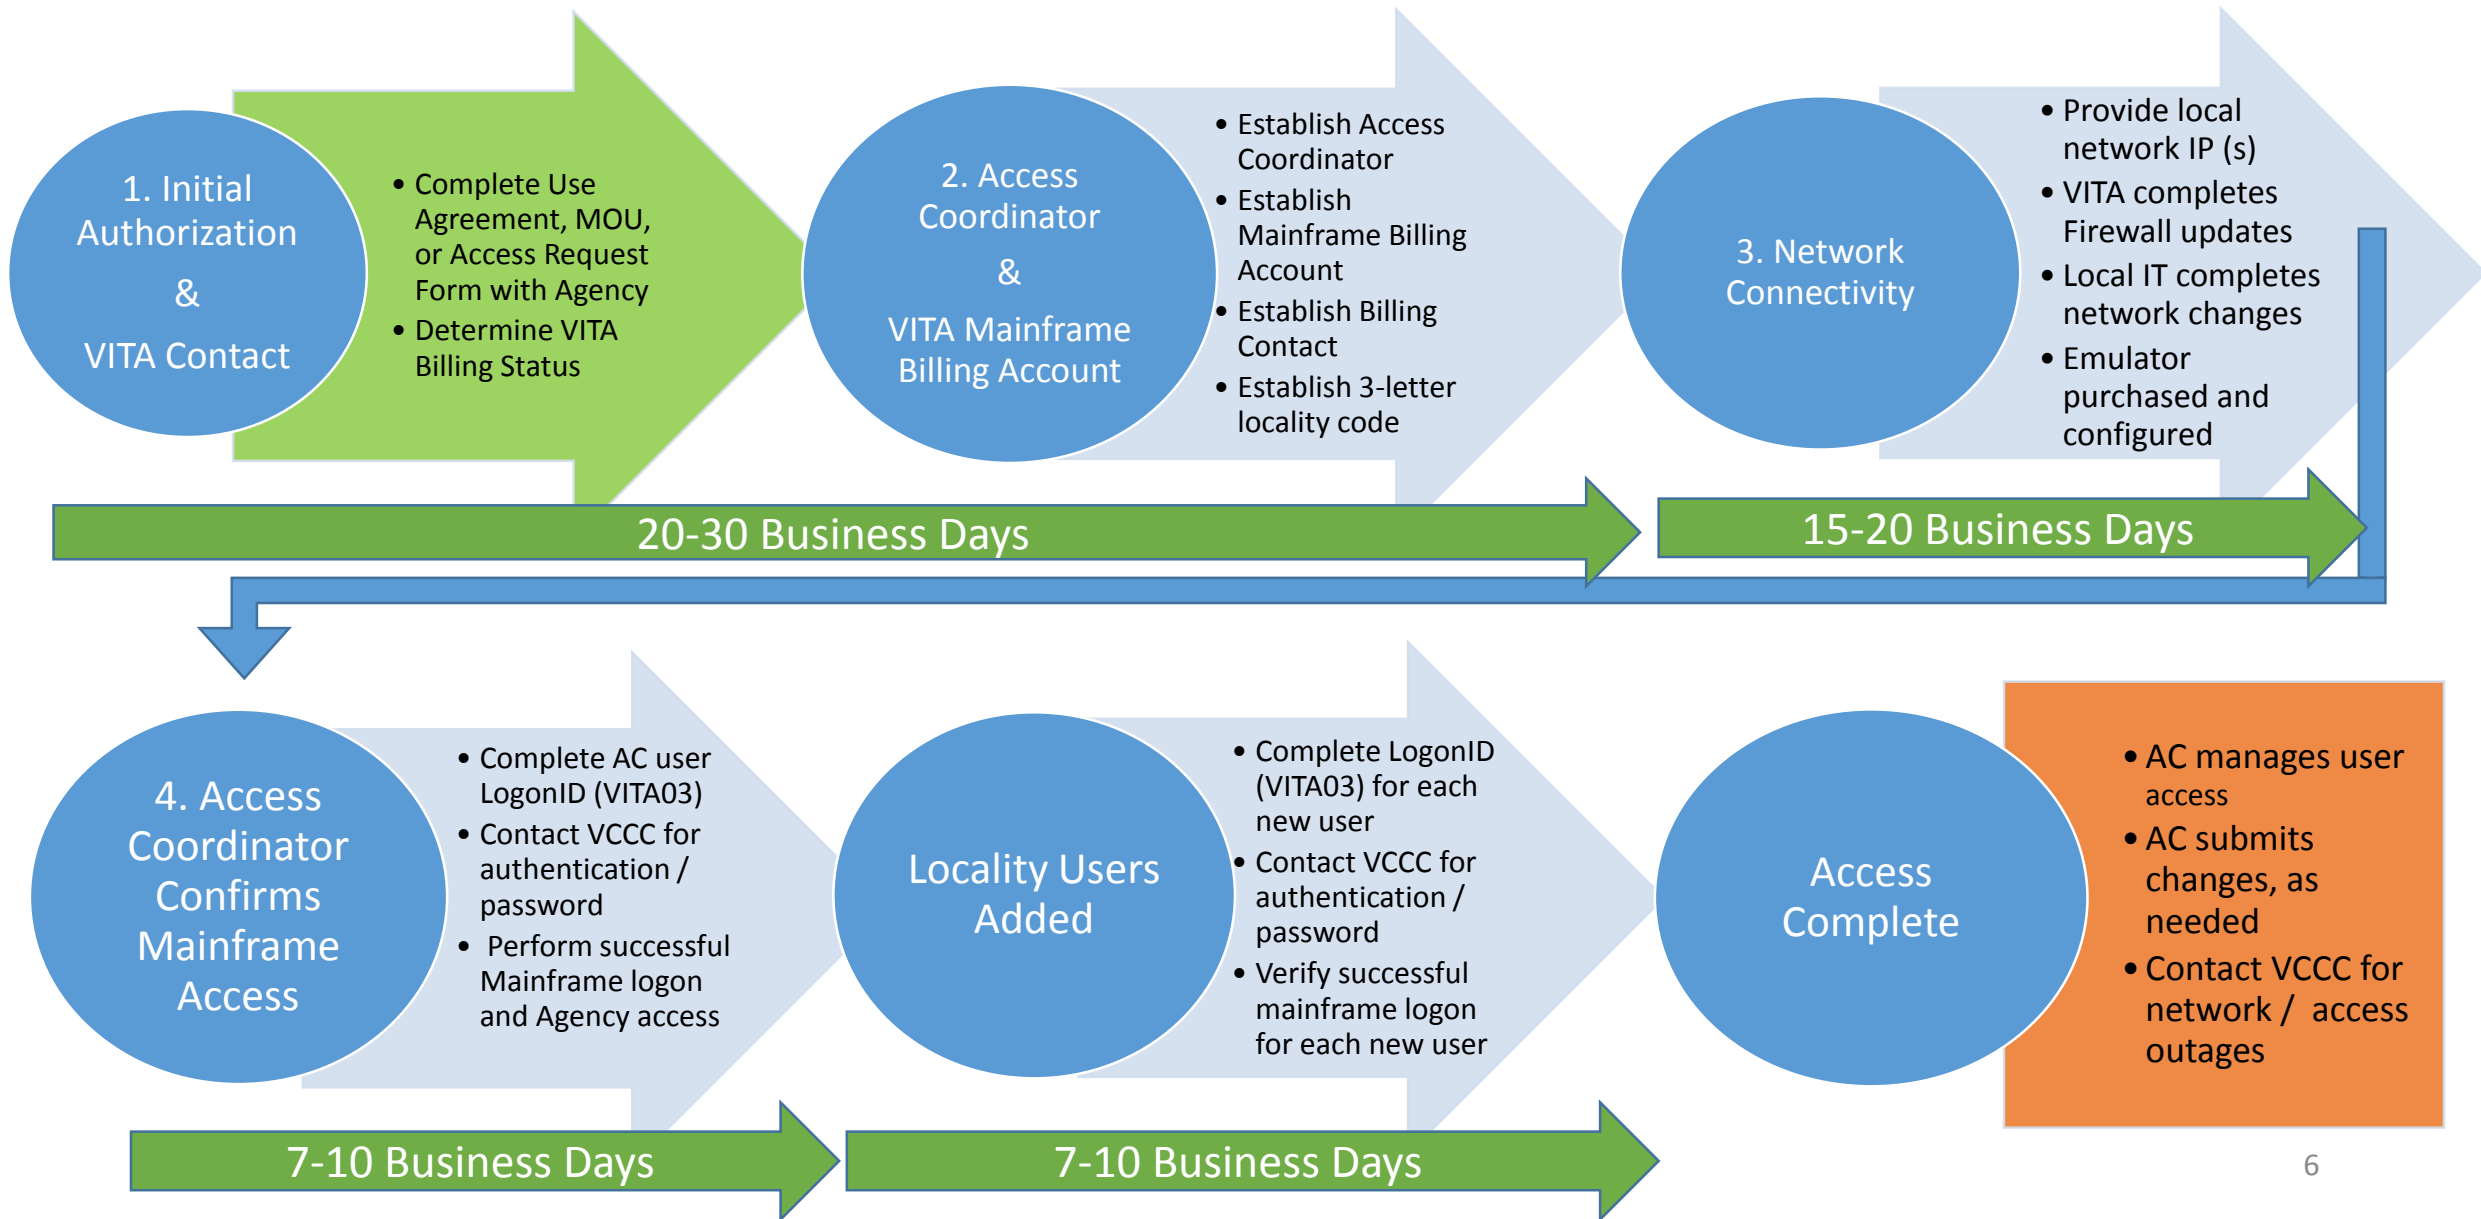 1. Initial
Authorization
&
VITA Contact
• Complete Use
Agreement, MOU,
or Access Request
Form with Agency
• Determine VITA
Billing Status
2. Access
Coordinator
&
VITA Mainframe
Billing Account
• Establish Access
Coordinator
• Establish
Mainframe Billing
Account
• Establish Billing
Contact
• Establish 3-letter
locality code
3. Network
Connectivity
• Provide local
network IP (s)
• VITA completes
Firewall updates
• Local IT completes
network changes
• Emulator
purchased and
configured
20-30 Business Days
15-20 Business Days
4. Access
Coordinator
Confirms
Mainframe
Access
• Complete AC user
LogonID (VITA03)
• Contact VCCC for
authentication /
password
• Perform successful
Mainframe logon
and Agency access
Locality Users
Added
• Complete LogonID
(VITA03) for each
new user
• Contact VCCC for
authentication /
password
• Verify successful
mainframe logon
for each new user
Access
Complete
• AC manages user
access
• AC submits
changes, as
needed
• Contact VCCC for
network / access
outages
7-10 Business Days
7-10 Business Days
6